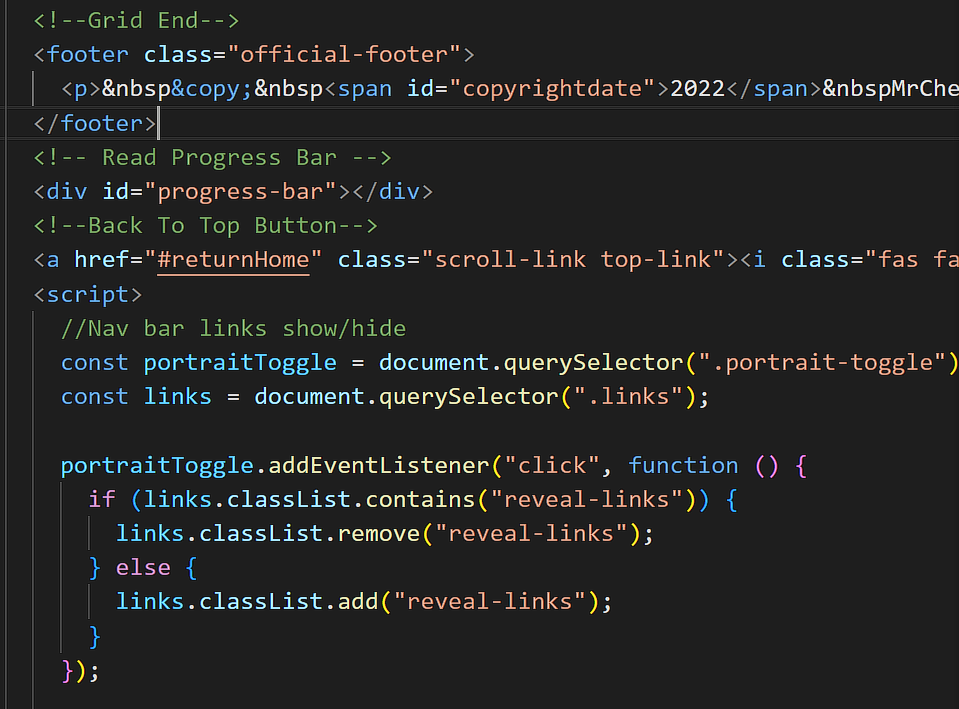 <!--Grid End-->
<footer class="official-footer">
<p>&nbsp&copy;&nbsp<span id="copyrightdate">2022</span>&nbspMrChe
</footer>
<!-- Read Progress Bar -->
<div id="progress-bar"></div>
<!--Back To Top Button-->
<a href="#returnHome" class="scroll-link top-link"><i class="fas fa
<script>
//Nav bar links show/hide
const portraitToggle = document.querySelector(".portrait-toggle")
const links = document.querySelector(".links");
portraitToggle.addEventListener("click", function () {
if (links.classList.contains("reveal-links")) {
links.classList.remove("reveal-links");
} else {
links.classList.add("reveal-links");
}
});